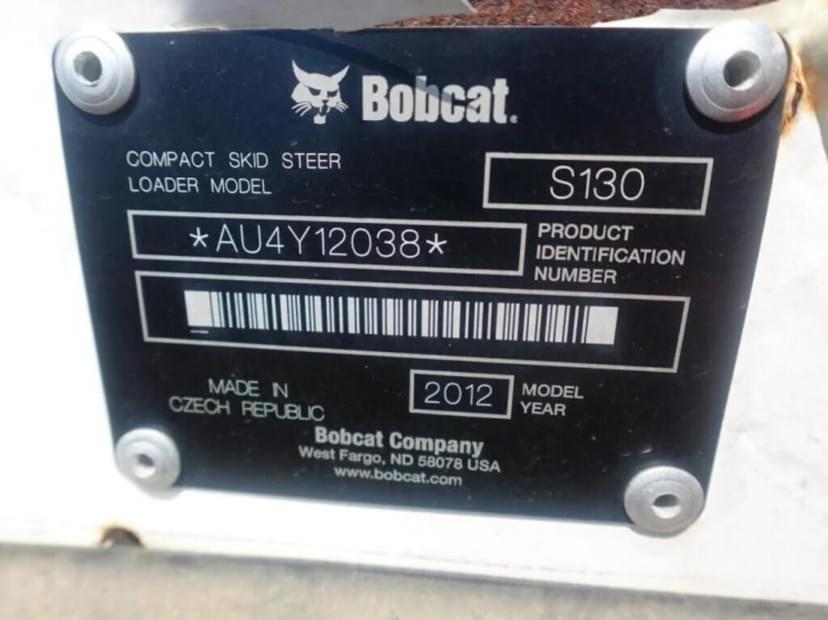 Bobcat.
COMPACT SKID STEER
LOADER MODEL
S130
*AU4Y12038*
PRODUCT
IDENTIFICATION
NUMBER
MADE IN
CZECH REPUBLIC
2012
MODEL
YEAR
Bobcat Company
West Fargo, ND 58078 USA
www.bobcat.com